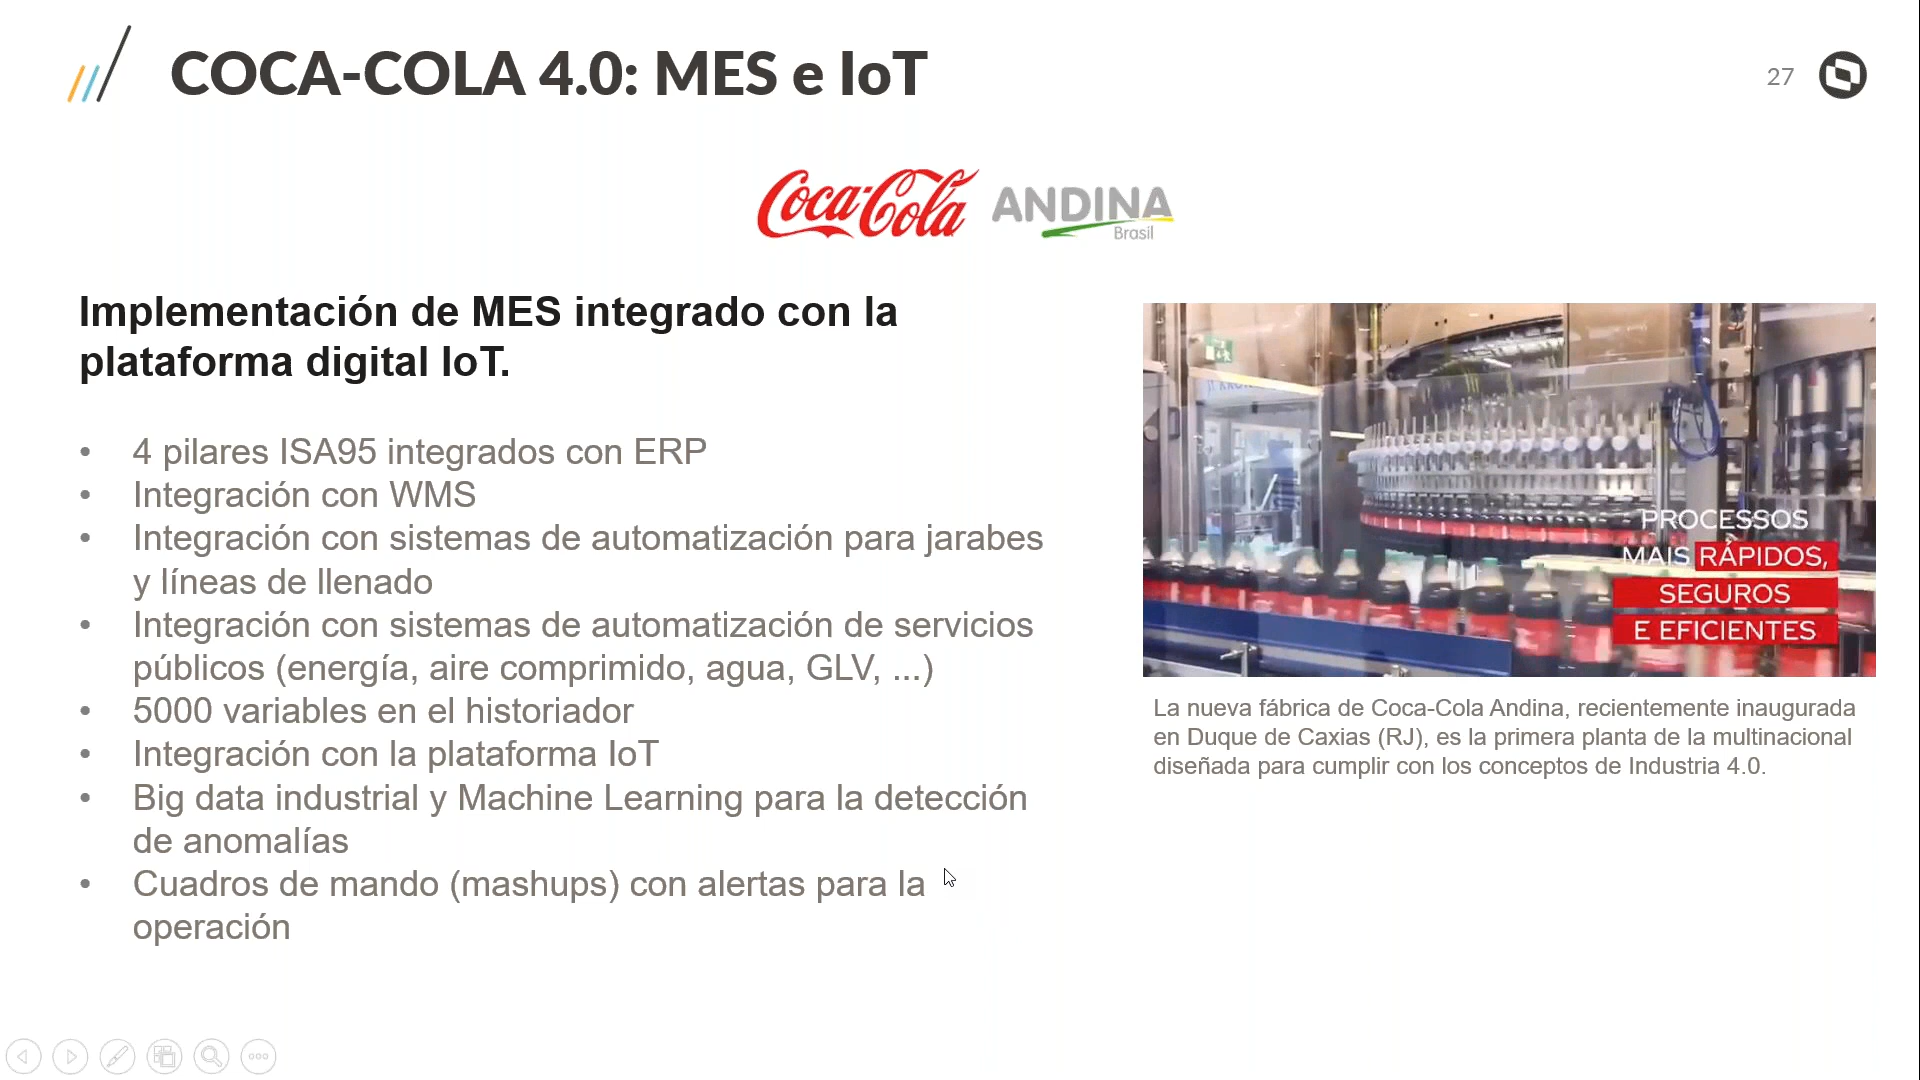 COCA-COLA 4.0: MES e IoT
27
Coca-Cola ANDINA
Brasil
Implementación de MES integrado con la
plataforma digital IoT.
• 4 pilares ISA95 integrados con ERP
• Integración con WMS
• Integración con sistemas de automatización para jarabes
y líneas de llenado
• Integración con sistemas de automatización de servicios
públicos (energía, aire comprimido, agua, GLV, ...)
• 5000 variables en el historiador
• Integración con la plataforma IoT
• Big data industrial y Machine Learning para la detección
de anomalías
• Cuadros de mando (mashups) con alertas para la
operación
PROCESSOS
MAIS RÁPIDOS,
SEGUROS
E EFICIENTES
La nueva fábrica de Coca-Cola Andina, recientemente inaugurada
en Duque de Caxias (RJ), es la primera planta de la multinacional
diseñada para cumplir con los conceptos de Industria 4.0.